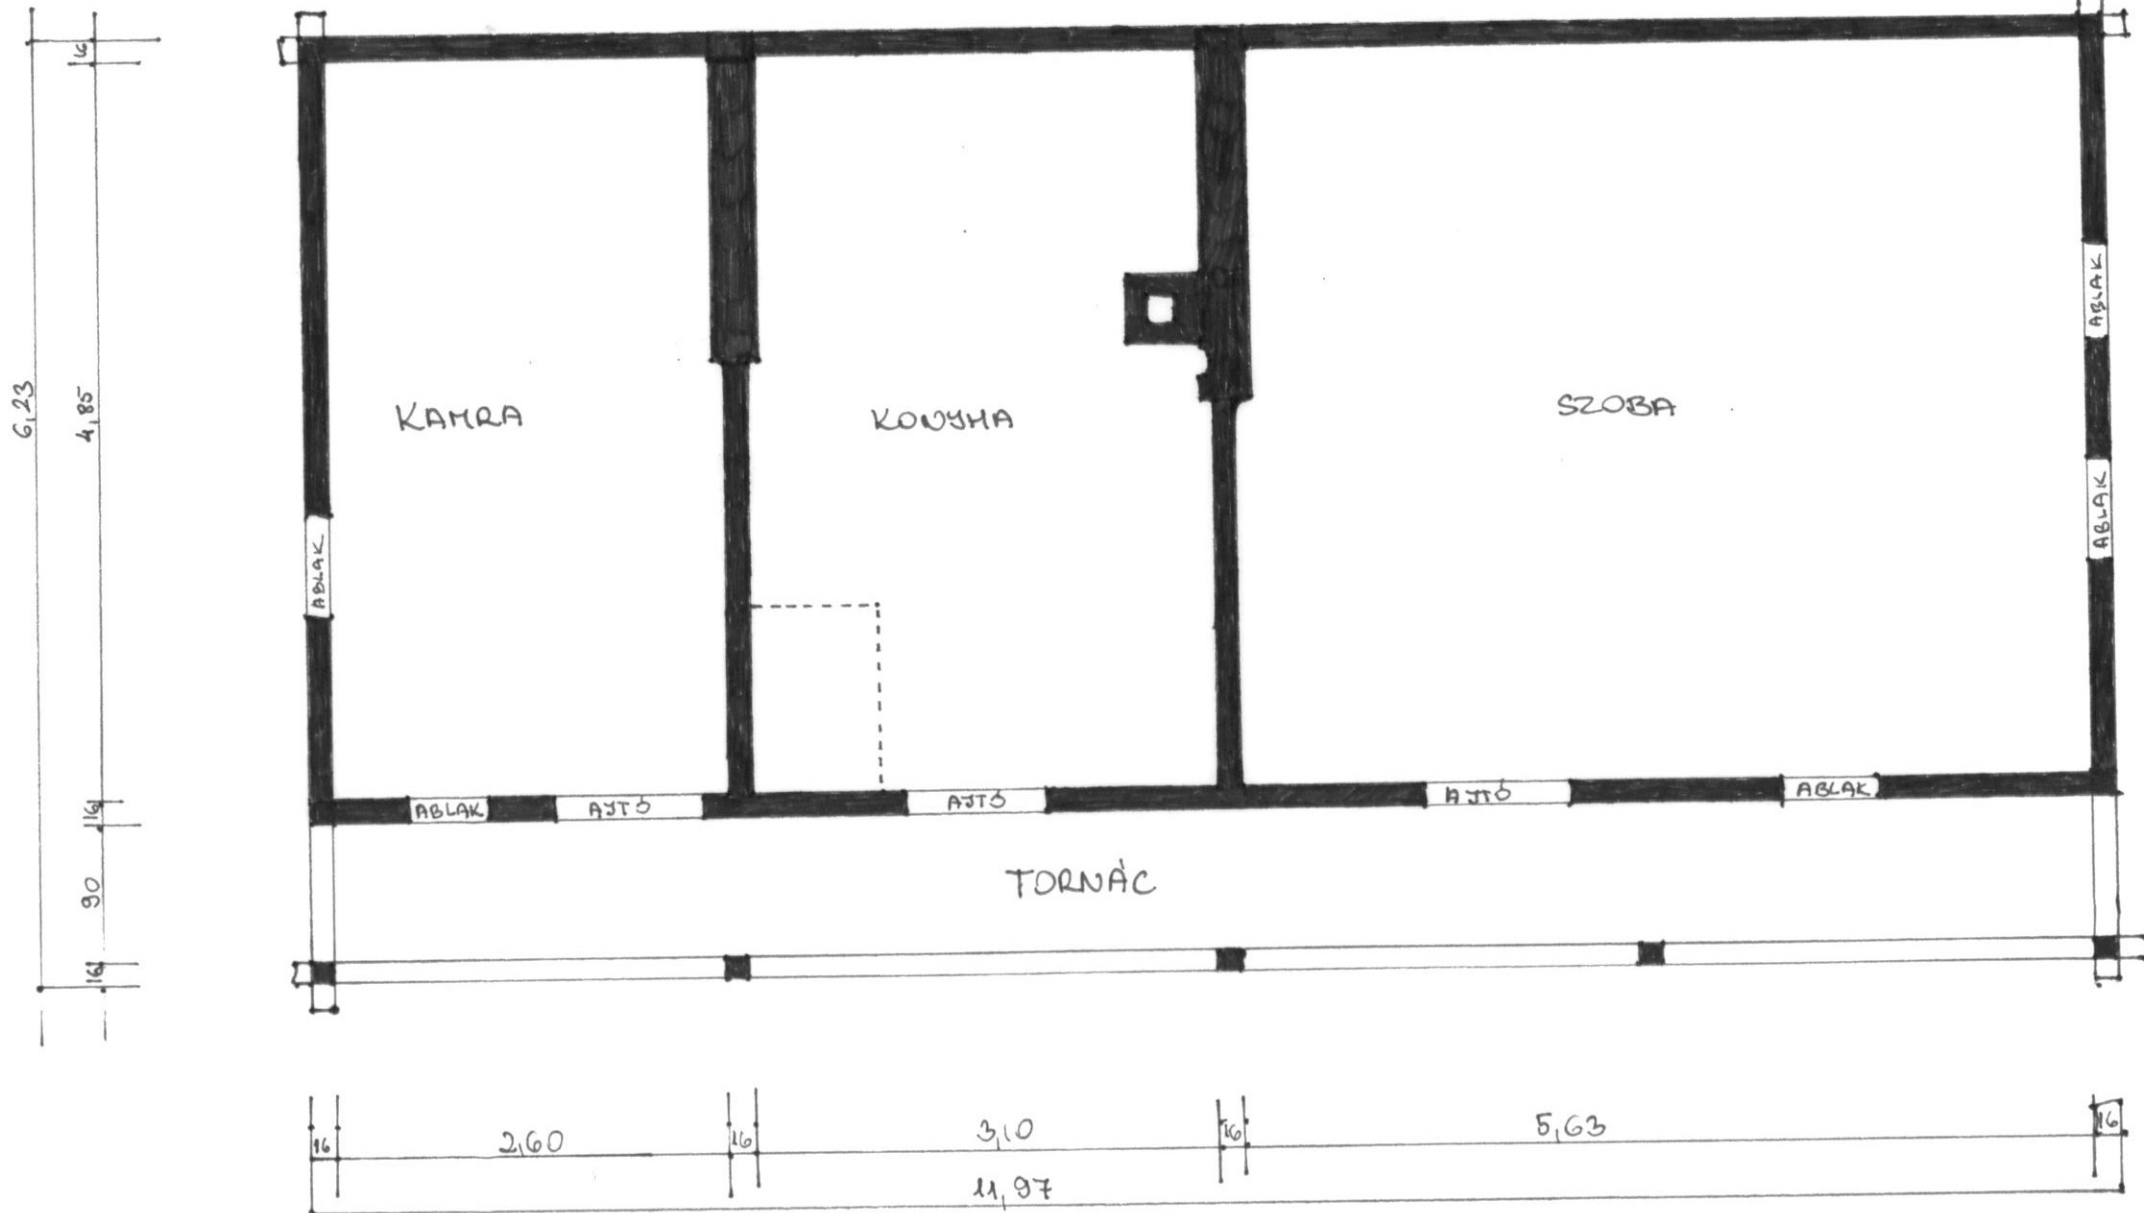 16
6,23
4,85
16
90
16
KAMRA
KONYHA
SZOBA
ABLAK
ABLAK
ABLAK
ABLAK
AJTÓ
AJTÓ
AJTÓ
ABLAK
TORNÁC
16
2,60
16
3,10
16
5,63
16
11,97